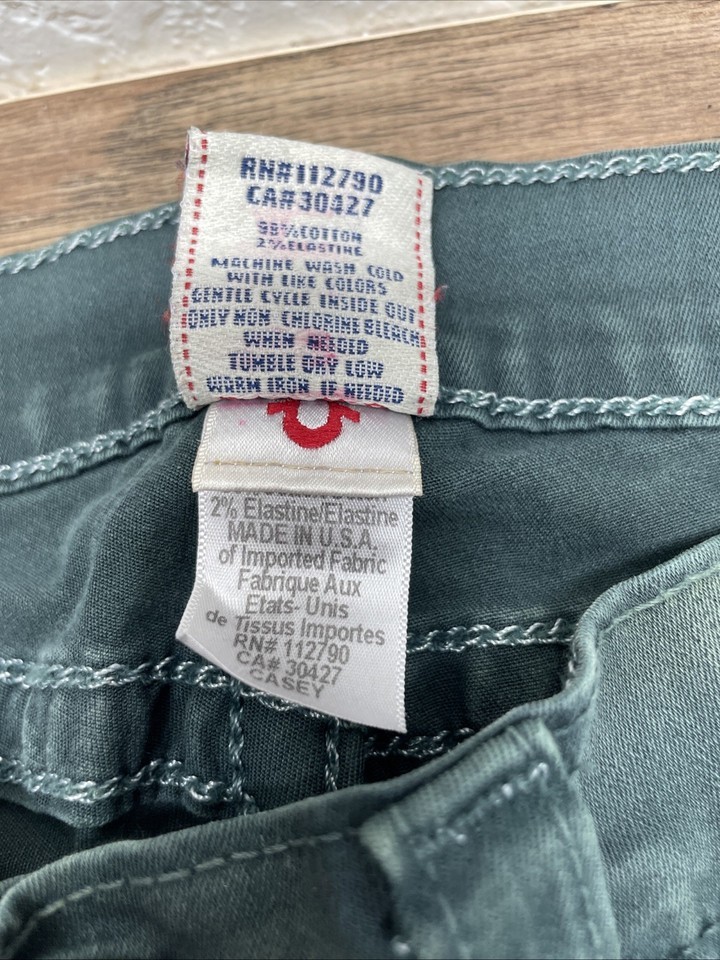 RN#112790
CA#30427
98%COTTON
2%ELASTINE
MACHINE WASH COLD
WITH LIKE COLORS
GENTLE CYCLE INSIDE OUT
ONLY NON CHLORINE BLEACH
WHEN NEEDED
TUMBLE DRY LOW
WARM IRON IF NEEDED
2% Elastine/Elastine
MADE IN U.S.A.
of Imported Fabric
Fabrique Aux
Etats- Unis
de Tissus Importes
RN# 112790
CA# 30427
CASEY